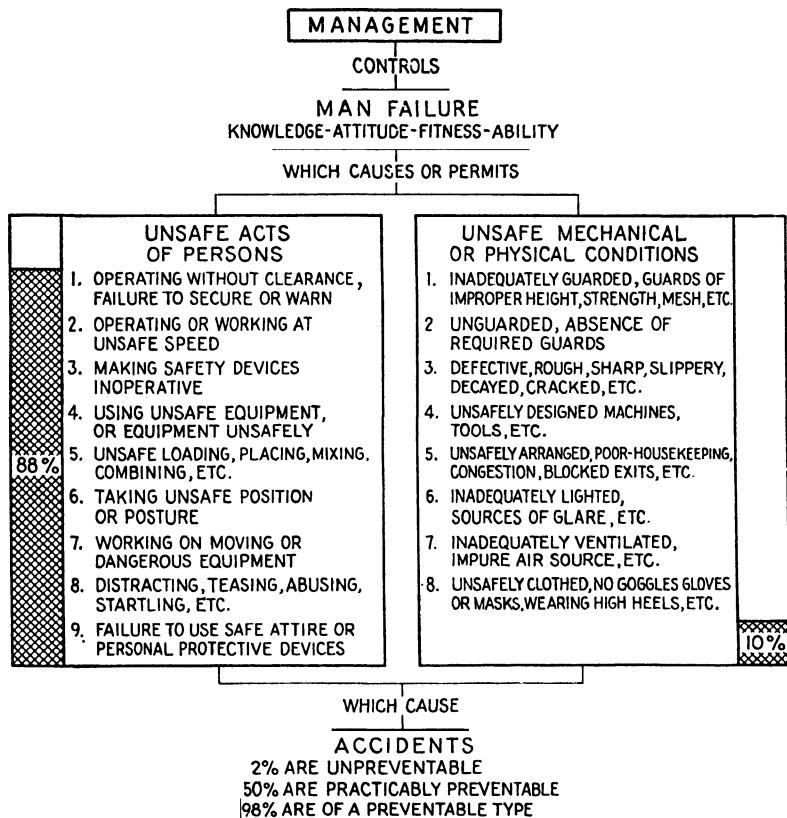 MANAGEMENT
CONTROLS
MAN FAILURE
KNOWLEDGE-ATTITUDE-FITNESS-ABILITY
WHICH CAUSES OR PERMITS
UNSAFE ACTS
OF PERSONS
1. OPERATING WITHOUT CLEARANCE,
FAILURE TO SECURE OR WARN
2. OPERATING OR WORKING AT
UNSAFE SPEED
3. MAKING SAFETY DEVICES
INOPERATIVE
4. USING UNSAFE EQUIPMENT,
OR EQUIPMENT UNSAFELY
5. UNSAFE LOADING, PLACING, MIXING,
COMBINING, ETC.
6. TAKING UNSAFE POSITION
OR POSTURE
7. WORKING ON MOVING OR
DANGEROUS EQUIPMENT
8. DISTRACTING, TEASING, ABUSING,
STARTLING, ETC.
9. FAILURE TO USE SAFE ATTIRE OR
PERSONAL PROTECTIVE DEVICES
88%
UNSAFE MECHANICAL
OR PHYSICAL CONDITIONS
1. INADEQUATELY GUARDED, GUARDS OF
IMPROPER HEIGHT, STRENGTH, MESH, ETC.
2 UNGUARDED, ABSENCE OF
REQUIRED GUARDS
3. DEFECTIVE, ROUGH, SHARP, SLIPPERY,
DECAYED, CRACKED, ETC.
4. UNSAFELY DESIGNED MACHINES,
TOOLS, ETC.
5. UNSAFELY ARRANGED, POOR-HOUSEKEEPING,
CONGESTION, BLOCKED EXITS, ETC.
6. INADEQUATELY LIGHTED,
SOURCES OF GLARE, ETC.
7. INADEQUATELY VENTILATED,
IMPURE AIR SOURCE, ETC.
8. UNSAFELY CLOTHED, NO GOGGLES GLOVES
OR MASKS, WEARING HIGH HEELS, ETC.
10%
WHICH CAUSE
ACCIDENTS
2% ARE UNPREVENTABLE
50% ARE PRACTICABLY PREVENTABLE
98% ARE OF A PREVENTABLE TYPE